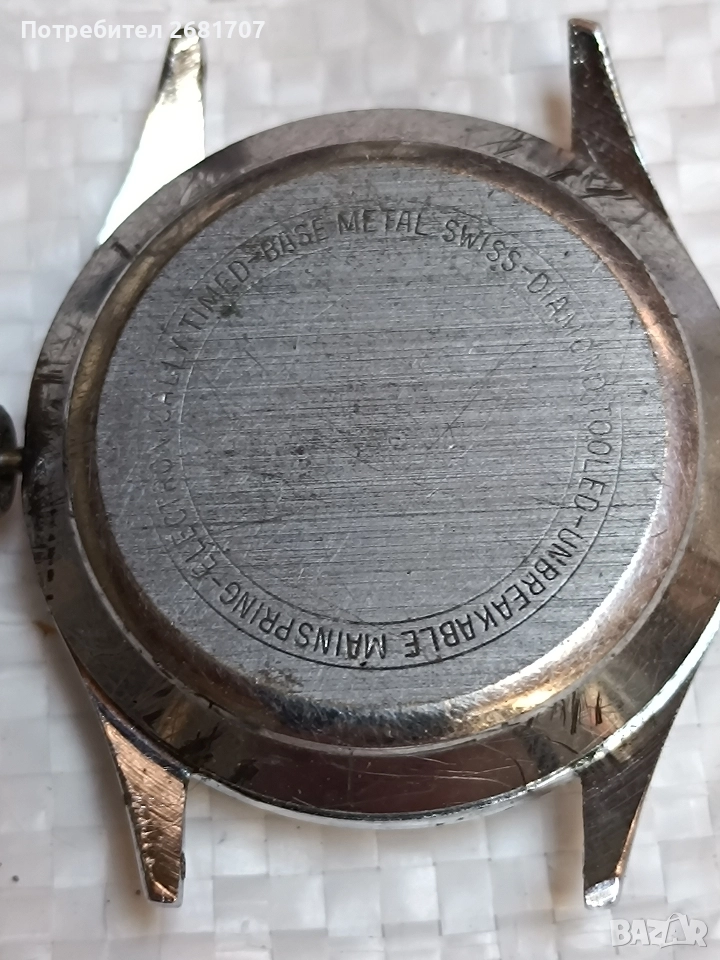 Потребител 2681707
BASE METAL SWISS-DIAMOND TOOLED-UNBREAKABLE MAINSPRING-ELECTRONICALLY TIMED-
BAZAR